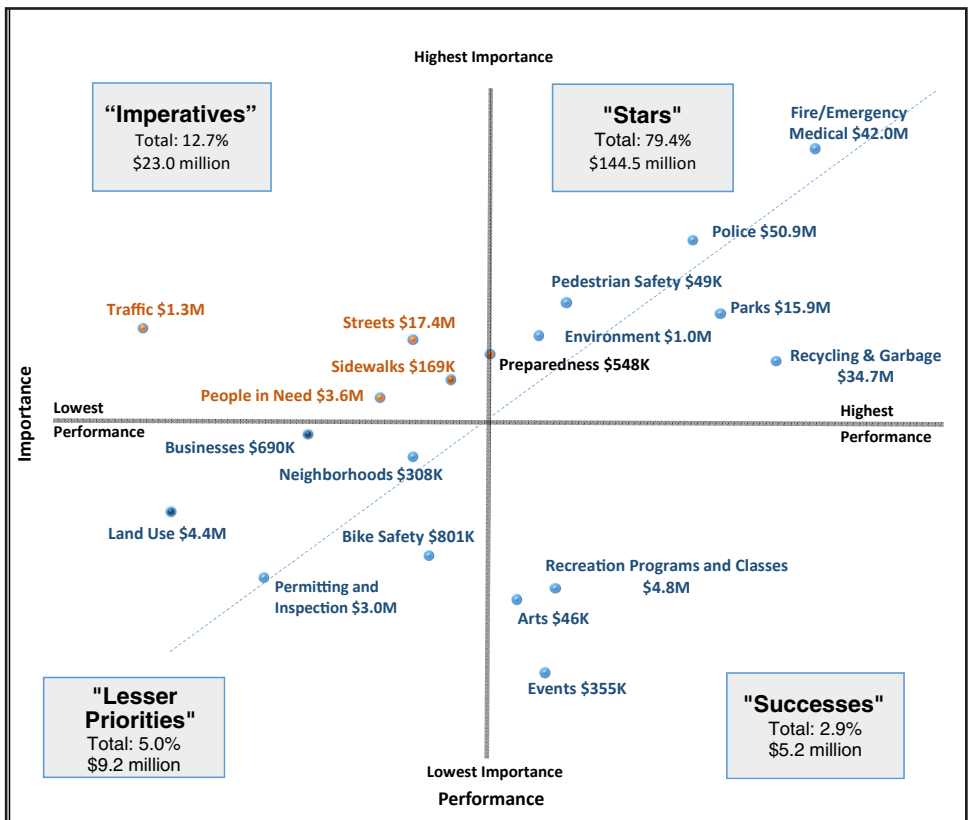 Highest Importance
“Imperatives”
Total: 12.7%
$23.0 million
"Stars"
Total: 79.4%
$144.5 million
Fire/Emergency
Medical $42.0M
Police $50.9M
Pedestrian Safety $49K
Parks $15.9M
Traffic $1.3M
Streets $17.4M
Environment $1.0M
Sidewalks $169K
Preparedness $548K
Recycling & Garbage
$34.7M
People in Need $3.6M
Importance
Lowest
Performance
Highest
Performance
Businesses $690K
Neighborhoods $308K
Land Use $4.4M
Bike Safety $801K
Permitting and
Inspection $3.0M
Recreation Programs and Classes
$4.8M
Arts $46K
Events $355K
"Lesser
Priorities"
Total: 5.0%
$9.2 million
"Successes"
Total: 2.9%
$5.2 million
Lowest Importance
Performance